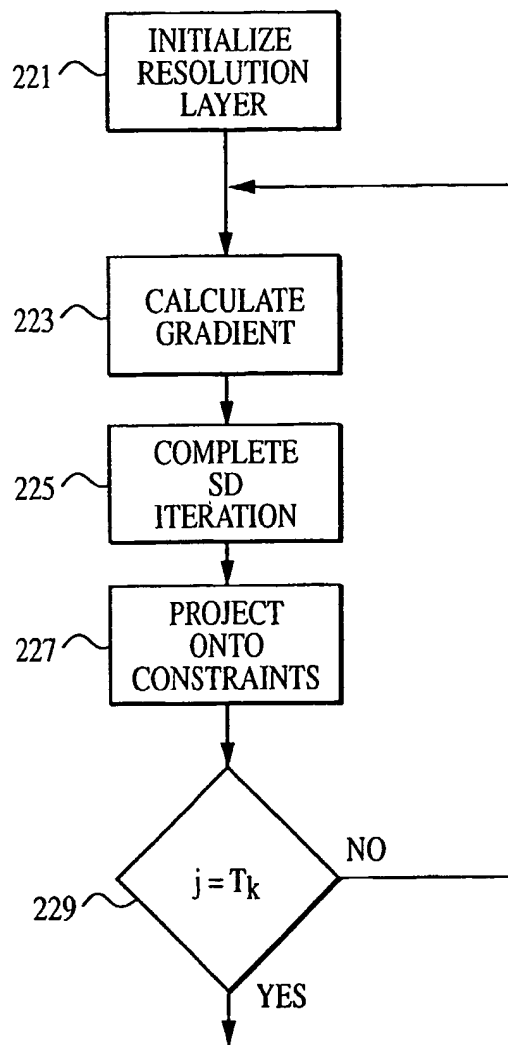 INITIALIZE
RESOLUTION
LAYER
221
CALCULATE
GRADIENT
223
COMPLETE
SD
ITERATION
225
PROJECT
ONTO
CONSTRAINTS
227
NO
j = Tk
229
YES